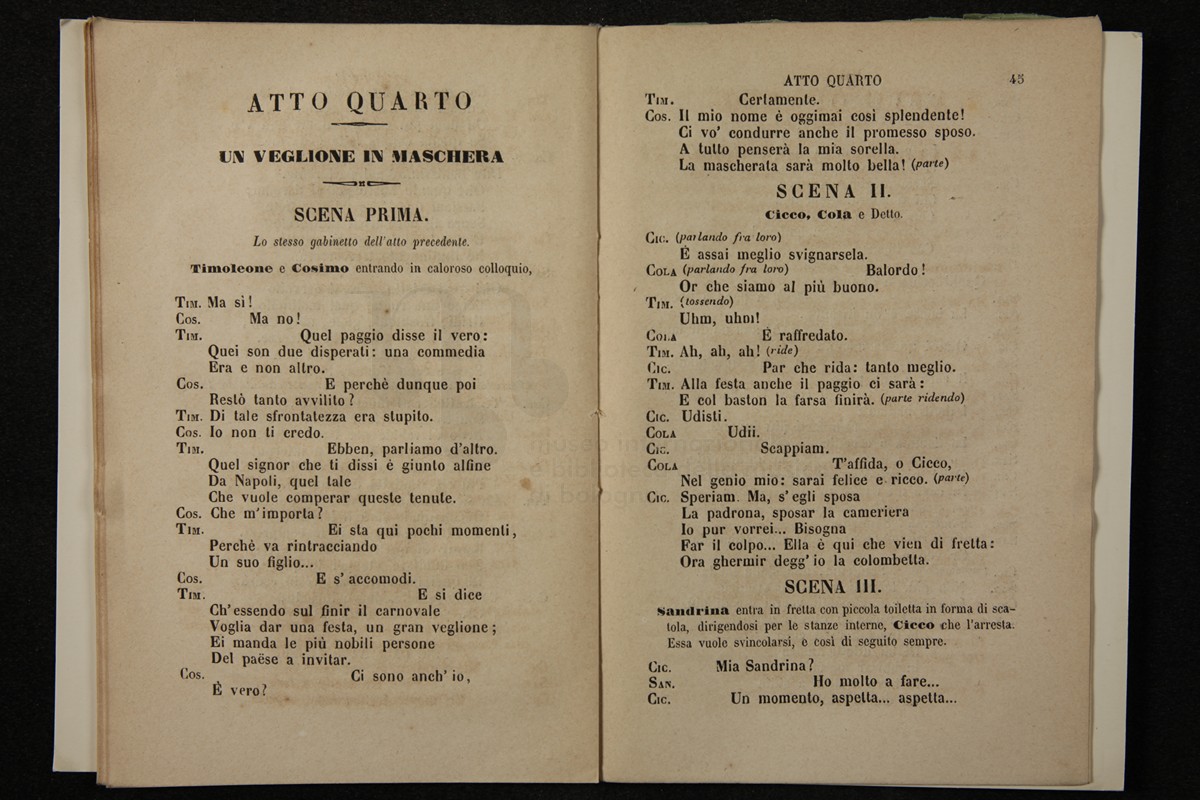 ATTO QUARTO
UN VEGLIONE IN MASCHERA
SCENA PRIMA.
Lo stesso gabinetto dell'atto precedente.
Timoleone e Cosimo entrando in caloroso colloquio,
TIM. Ma sì!
COS. Ma no!
TIM. Quel paggio disse il vero:
Quei son due disperati: una commedia
Era e non altro.
COS. E perchè dunque poi
Restò tanto avvilito?
TIM. Di tale sfrontatezza era stupito.
COS. Io non ti credo.
TIM. Ebben, parliamo d'altro.
Quel signor che ti dissi è giunto alfine
Da Napoli, quel tale
Che vuole comperar queste tenute.
COS. Che m'importa?
TIM. Ei sta qui pochi momenti,
Perchè va rintracciando
Un suo figlio...
COS. E s'accomodi.
TIM. E si dice
Ch'essendo sul finir il carnovale
Voglia dar una festa, un gran veglione;
Ei manda le più nobili persone
Del paëse a invitar.
COS. Ci sono anch'io,
È vero?
ATTO QUARTO 45
TIM. Certamente.
COS. Il mio nome è oggimai così splendente!
Ci vo' condurre anche il promesso sposo.
A tutto penserà la mia sorella.
La mascherata sarà molto bella! (parte)
SCENA II.
Cicco, Cola e Detto.
CIC. (parlando fra loro)
È assai meglio svignarsela.
COLA (parlando fra loro) Balordo!
Or che siamo al più buono.
TIM. (tossendo)
Uhm, uhm!
COLA È raffredato.
TIM. Ah, ah, ah! (ride)
CIC. Par che rida: tanto meglio.
TIM. Alla festa anche il paggio ci sarà:
E col baston la farsa finirà. (parte ridendo)
CIC. Udisti.
COLA Udii.
CIC. Scappiam.
COLA T'affida, o Cicco,
Nel genio mio: sarai felice e ricco. (parte)
CIC. Speriam. Ma, s'egli sposa
La padrona, sposar la cameriera
Io pur vorrei... Bisogna
Far il colpo... Ella è qui che vien di fretta:
Ora ghermir degg'io la colombetta.
SCENA III.
Sandrina entra in fretta con piccola toiletta in forma di sca-
tola, dirigendosi per le stanze interne, Cicco che l'arresta.
Essa vuole svincolarsi, e così di seguito sempre.
CIC. Mia Sandrina?
SAN. Ho molto a fare...
CIC. Un momento, aspetta... aspetta...